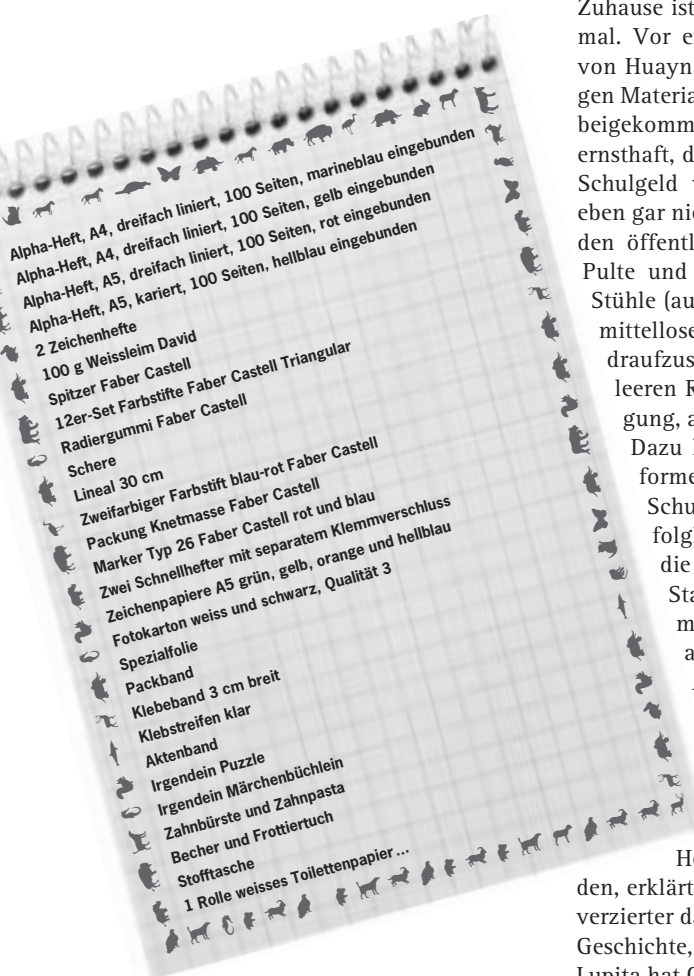 Alpha-Heft, A4, dreifach liniert, 100 Seiten, marineblau eingebunden
Alpha-Heft, A4, dreifach liniert, 100 Seiten, gelb eingebunden
Alpha-Heft, A5, dreifach liniert, 100 Seiten, rot eingebunden
Alpha-Heft, A5, kariert, 100 Seiten, hellblau eingebunden
2 Zeichenhefte
100 g Weissleim David
Spitzer Faber Castell
12er-Set Farbstifte Faber Castell Triangular
Radiergummi Faber Castell
Schere
Lineal 30 cm
Zweifarbiger Farbstift blau-rot Faber Castell
Packung Knetmasse Faber Castell
Marker Typ 26 Faber Castell rot und blau
Zwei Schnellhefter mit separatem Klemmverschluss
Zeichenpapiere A5 grün, gelb, orange und hellblau
Fotokarton weiss und schwarz, Qualität 3
Spezialfolie
Packband
Klebeband 3 cm breit
Klebstreifen klar
Aktenband
Irgendein Puzzle
Irgendein Märchenbüchlein
Zahnbürste und Zahnpasta
Becher und Frottiertuch
Stofftasche
1 Rolle weisses Toilettenpapier...
Zuhause ist
mal. Vor
von Huayn
gen Materia
beigekomm
ernsthaft, d
Schulgeld
eben gar nie
den öffentl
Pulte und
Stühle (au
mittellose
draufzus
leeren R
gung, a
Dazu
forme
Schu
folgl
die
Sta
m
a
He
den, erklärt
verzierter da
Geschichte,
Lupita hat